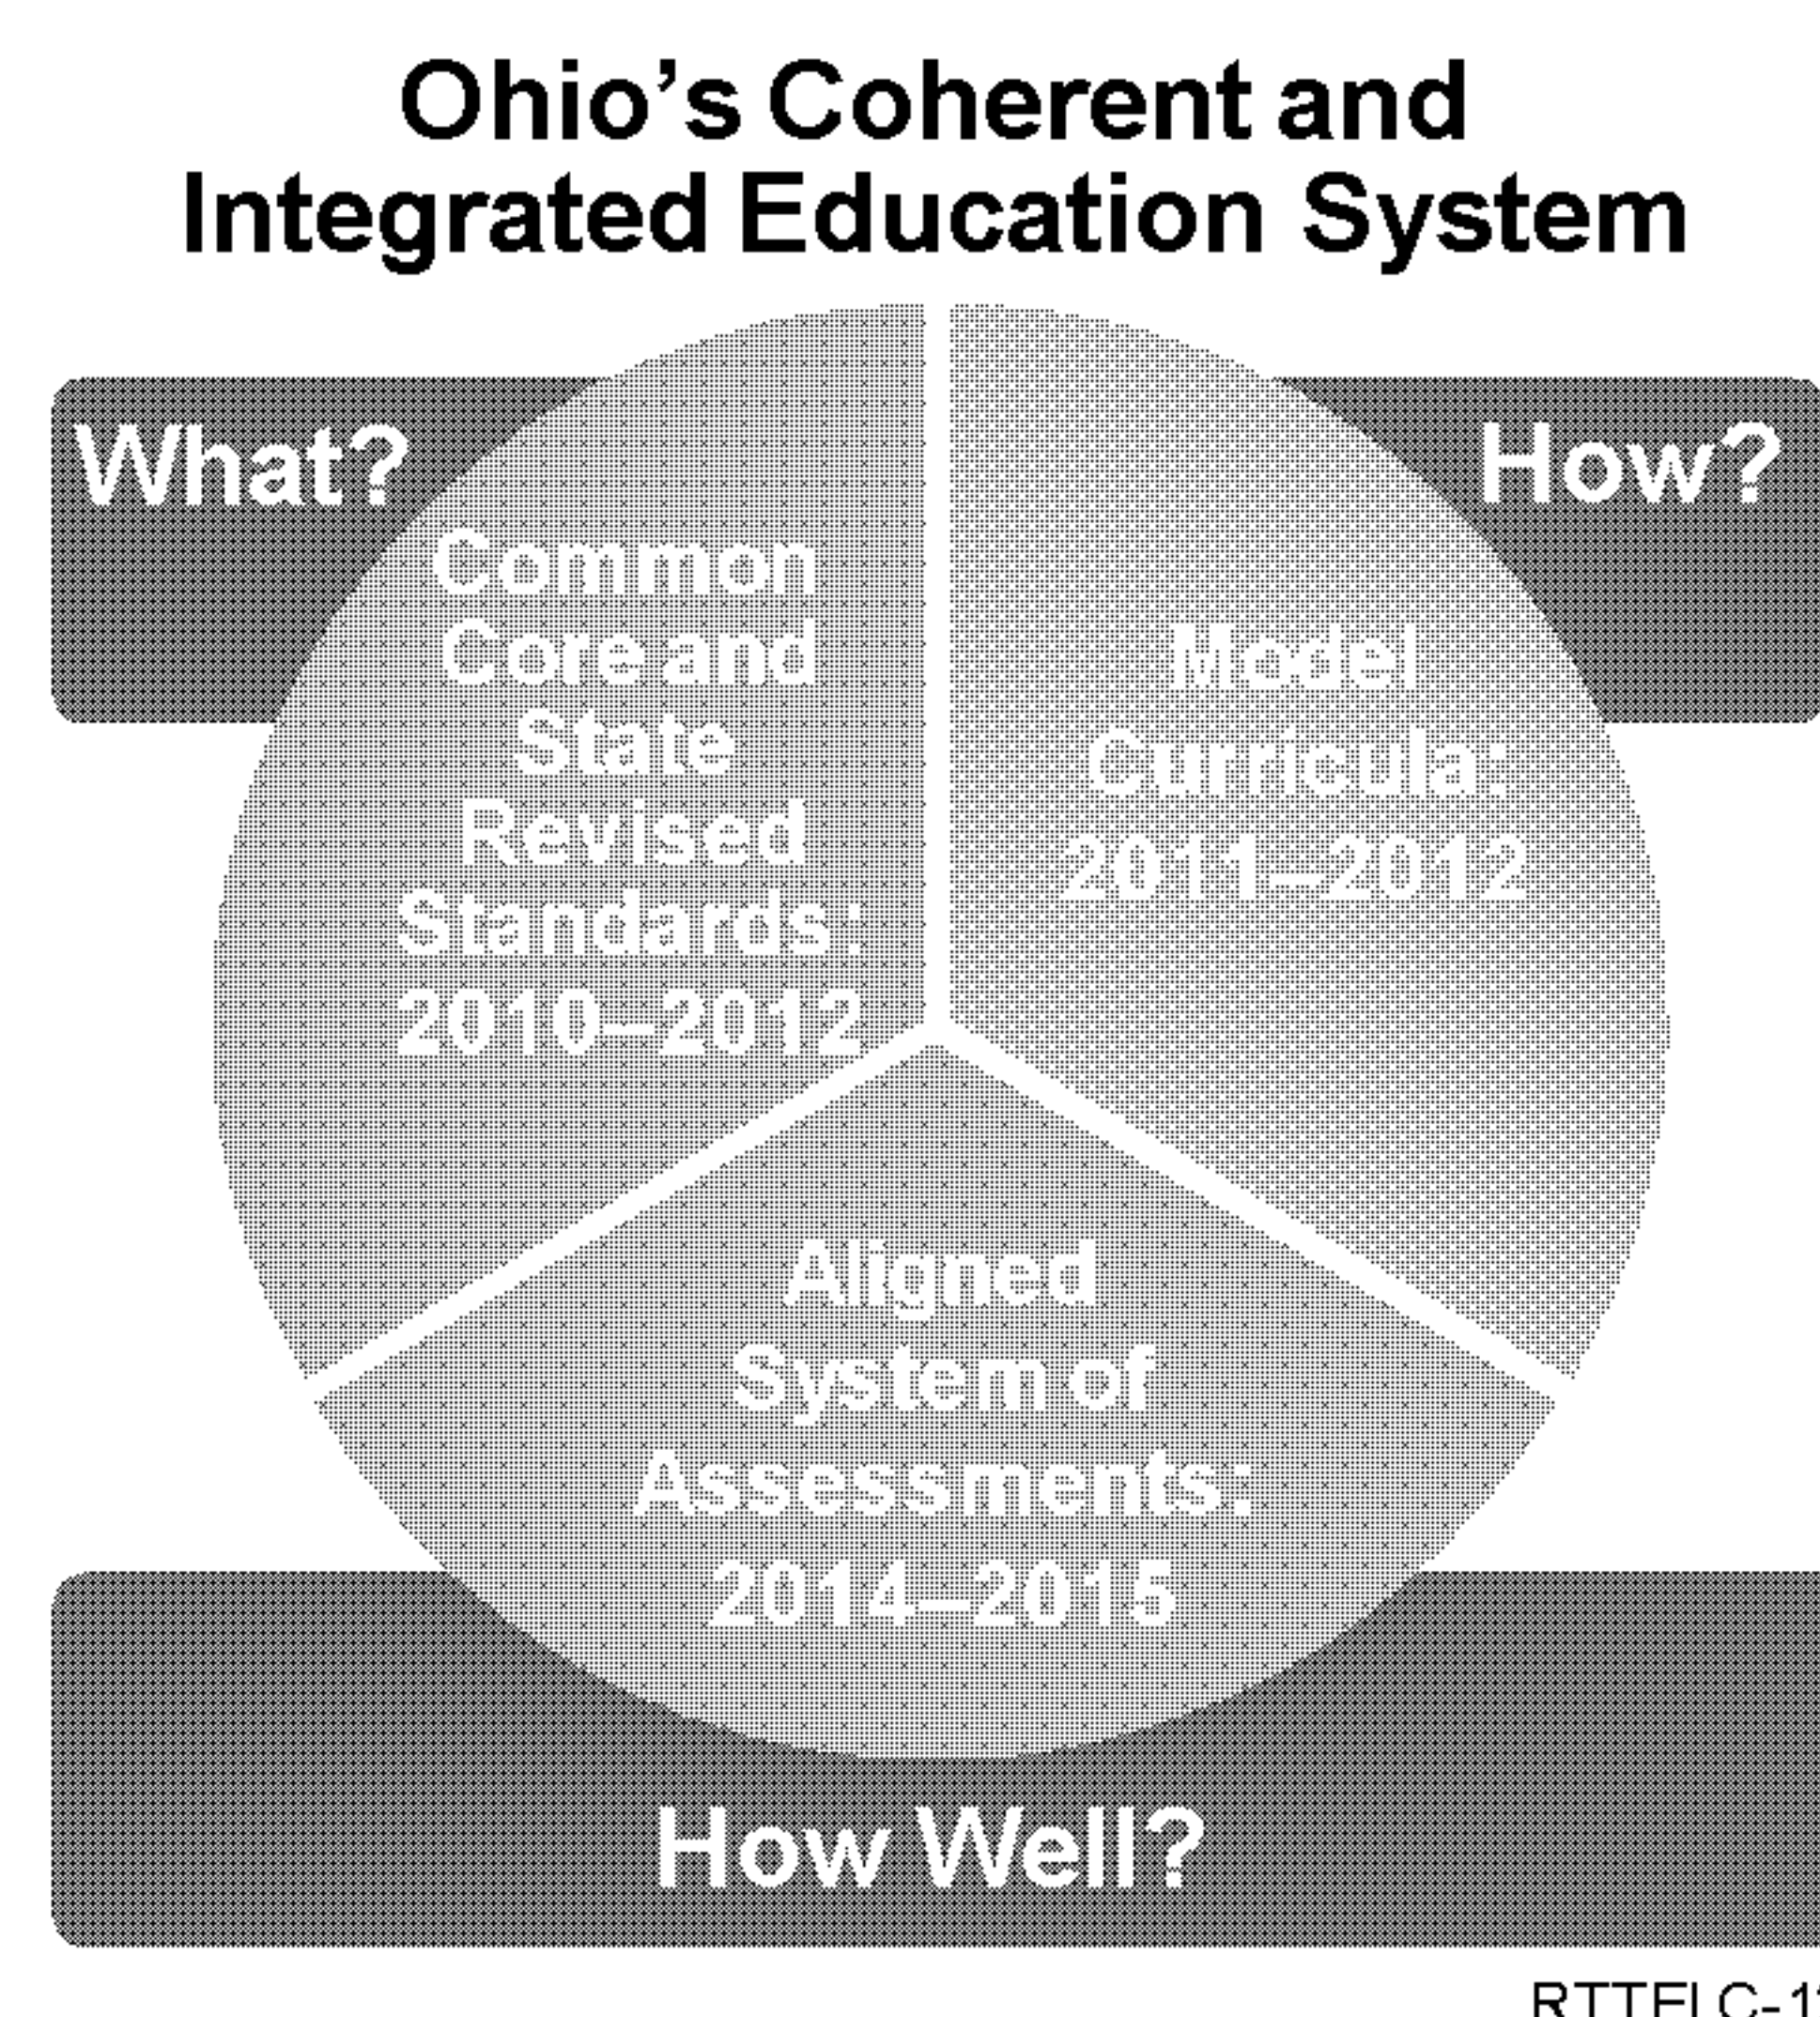 Ohio’s Coherent and
Integrated Education System
What?
How?
Common
Core and
State
Revised
Standards:
2010–2012
Model
Curricula:
2011–2012
Aligned
System of
Assessments:
2014–2015
How Well?